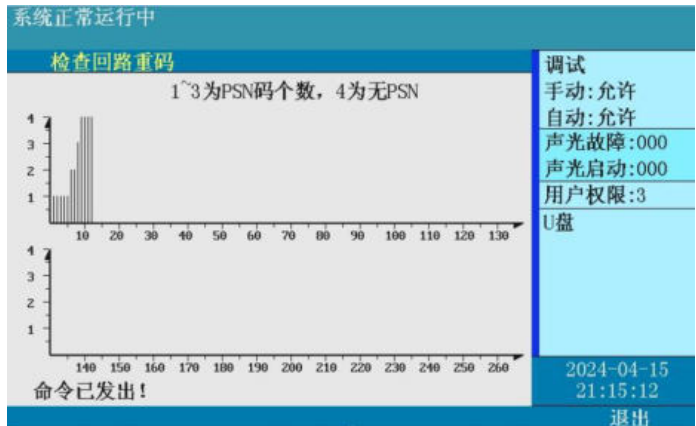 系统正常运行中
检查回路重码
1~3为PSN码个数，4为无PSN
4
3
2
1
10 20 30 40 50 60 70 80 90 100 110 120 130
4
3
2
1
140 150 160 170 180 190 200 210 220 230 240 250 260
命令已发出!
调试
手动:允许
自动:允许
声光故障:000
声光启动:000
用户权限:3
U盘
2024-04-15
21:15:12
退出